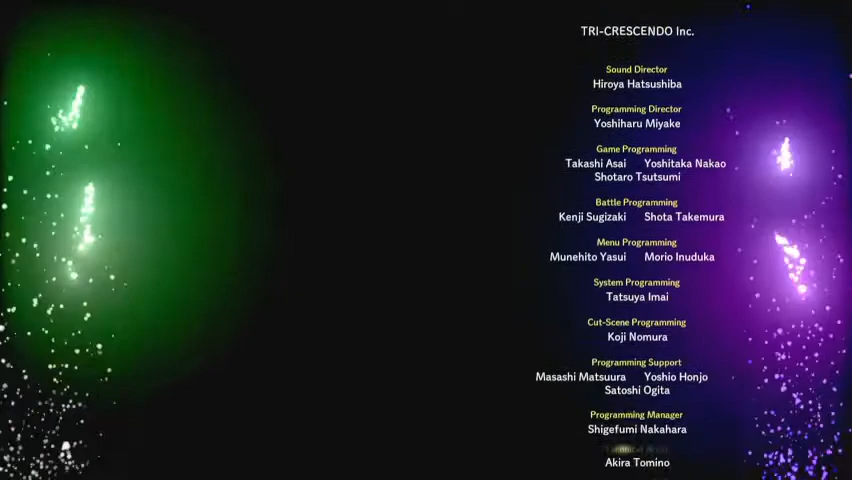 TRI-CRESCENDO Inc.
Sound Director
Hiroya Hatsushiba
Programming Director
Yoshiharu Miyake
Game Programming
Takashi Asai Yoshitaka Nakao
Shotaro Tsutsumi
Battle Programming
Kenji Sugizaki Shota Takemura
Menu Programming
Munehito Yasui Morio Inuduka
System Programming
Tatsuya Imai
Cut-Scene Programming
Koji Nomura
Programming Support
Masashi Matsuura Yoshio Honjo
Satoshi Ogita
Programming Manager
Shigefumi Nakahara
Akira Tomino